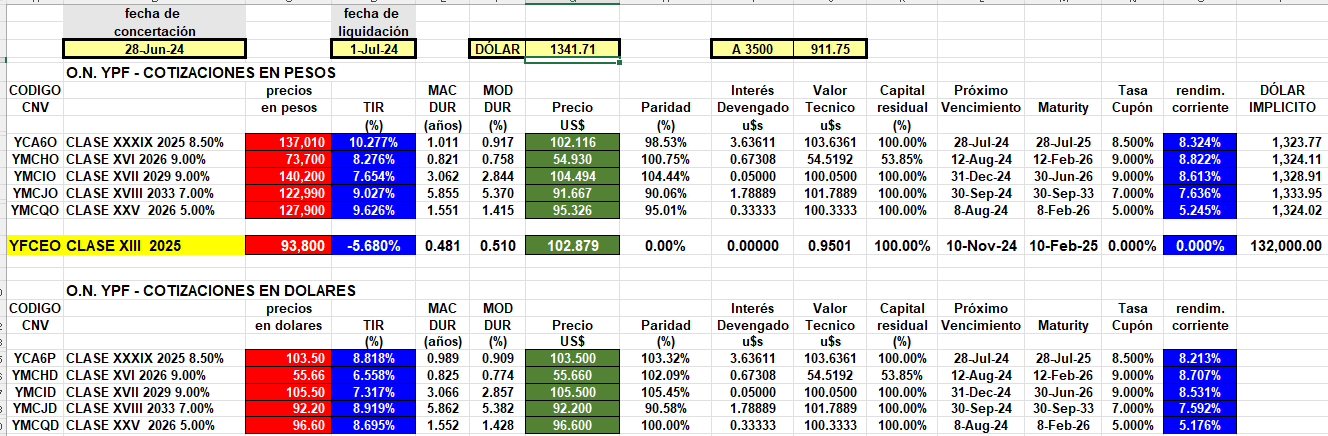 fecha de fecha de
concertación liquidación
28-Jun-24 1-Jul-24 DÓLAR 1341.71 A 3500 911.75
O.N. YPF - COTIZACIONES EN PESOS
CODIGO precios MAC MOD Interés Valor Capital Próximo Tasa rendim. DÓLAR
CNV en pesos TIR DUR DUR Precio Paridad Devengado Tecnico residual Vencimiento Maturity Cupón corriente IMPLICITO
(%) (años) (%) US$ (%) u$s u$s (%)
YCA6O CLASE XXXIX 2025 8.50% 137,010 10.277% 1.011 0.917 102.116 98.53% 3.63611 103.6361 100.00% 28-Jul-24 28-Jul-25 8.500% 8.324% 1,323.77
YMCHO CLASE XVI 2026 9.00% 73,700 8.276% 0.821 0.758 54.930 100.75% 0.67308 54.5192 53.85% 12-Aug-24 12-Feb-26 9.000% 8.822% 1,324.11
YMCIO CLASE XVII 2029 9.00% 140,200 7.654% 3.062 2.844 104.494 104.44% 0.05000 100.0500 100.00% 31-Dec-24 30-Jun-26 9.000% 8.613% 1,328.91
YMCJO CLASE XVIII 2033 7.00% 122,990 9.027% 5.855 5.370 91.667 90.06% 1.78889 101.7889 100.00% 30-Sep-24 30-Sep-33 7.000% 7.636% 1,333.95
YMCQO CLASE XXV 2026 5.00% 127,900 9.626% 1.551 1.415 95.326 95.01% 0.33333 100.3333 100.00% 8-Aug-24 8-Feb-26 5.000% 5.245% 1,324.02
YFCEO CLASE XIII 2025 93,800 -5.680% 0.481 0.510 102.879 0.00% 0.00000 0.9501 100.00% 10-Nov-24 10-Feb-25 0.000% 0.000% 132,000.00
O.N. YPF - COTIZACIONES EN DOLARES
CODIGO precios MAC MOD Interés Valor Capital Próximo Tasa rendim.
CNV en dolares TIR DUR DUR Precio Paridad Devengado Tecnico residual Vencimiento Maturity Cupón corriente
(%) (años) (%) US$ (%) u$s u$s (%)
YCA6P CLASE XXXIX 2025 8.50% 103.50 8.818% 0.989 0.909 103.500 103.32% 3.63611 103.6361 100.00% 28-Jul-24 28-Jul-25 8.500% 8.213%
YMCHD CLASE XVI 2026 9.00% 55.66 6.558% 0.825 0.774 55.660 102.09% 0.67308 54.5192 53.85% 12-Aug-24 12-Feb-26 9.000% 8.707%
YMCID CLASE XVII 2029 9.00% 105.50 7.317% 3.066 2.857 105.500 105.45% 0.05000 100.0500 100.00% 31-Dec-24 30-Jun-26 9.000% 8.531%
YMCJD CLASE XVIII 2033 7.00% 92.20 8.919% 5.862 5.382 92.200 90.58% 1.78889 101.7889 100.00% 30-Sep-24 30-Sep-33 7.000% 7.592%
YMCQD CLASE XXV 2026 5.00% 96.60 8.695% 1.552 1.428 96.600 100.00% 0.33333 100.3333 100.00% 8-Aug-24 8-Feb-26 5.000% 5.176%